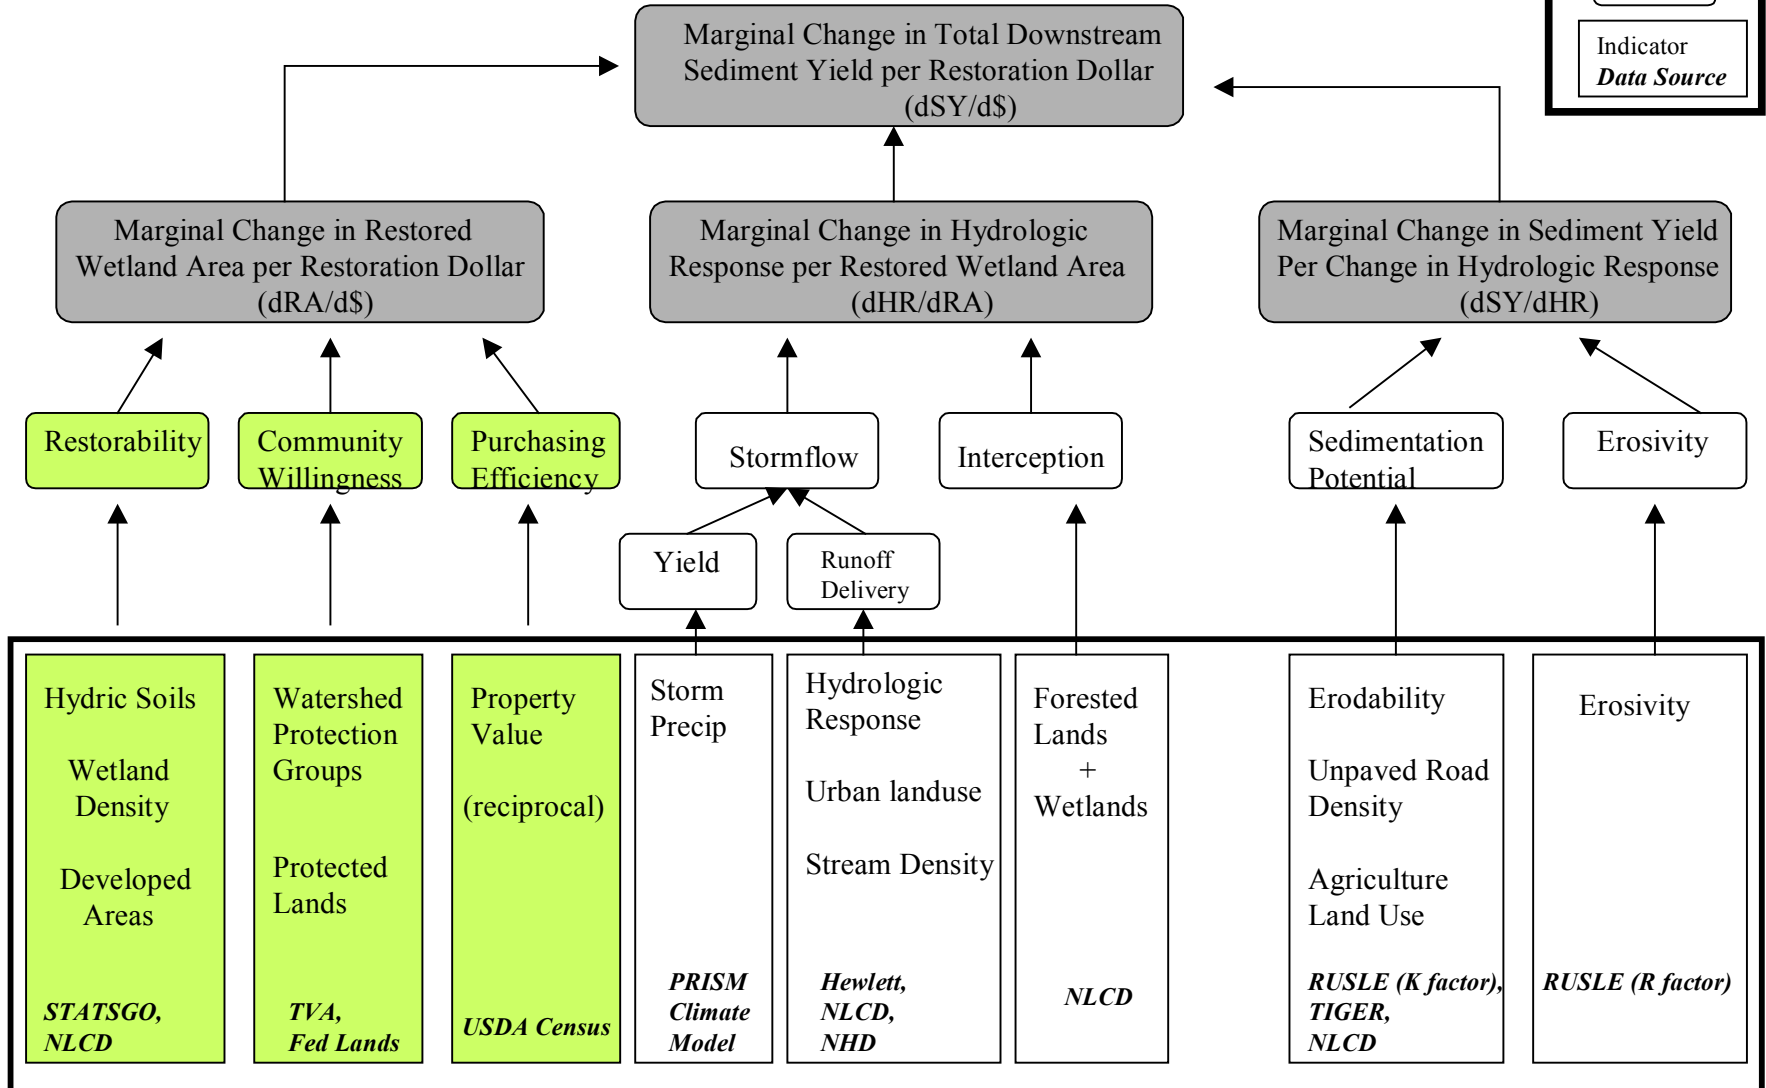 Marginal Change in Total Downstream
Sediment Yield per Restoration Dollar
(dSY/d$)
Indicator
Data Source
Marginal Change in Restored
Wetland Area per Restoration Dollar
(dRA/d$)
Marginal Change in Hydrologic
Response per Restored Wetland Area
(dHR/dRA)
Marginal Change in Sediment Yield
Per Change in Hydrologic Response
(dSY/dHR)
Restorability
Community
Willingness
Purchasing
Efficiency
Stormflow
Interception
Sedimentation
Potential
Erosivity
Yield
Runoff
Delivery
Hydric Soils
Wetland
Density
Developed
Areas
STATSGO,
NLCD
Watershed
Protection
Groups
Protected
Lands
TVA,
Fed Lands
Property
Value
(reciprocal)
USDA Census
Storm
Precip
PRISM
Climate
Model
Hydrologic
Response
Urban landuse
Stream Density
Hewlett,
NLCD,
NHD
Forested
Lands
+
Wetlands
NLCD
Erodability
Unpaved Road
Density
Agriculture
Land Use
RUSLE (K factor),
TIGER,
NLCD
Erosivity
RUSLE (R factor)